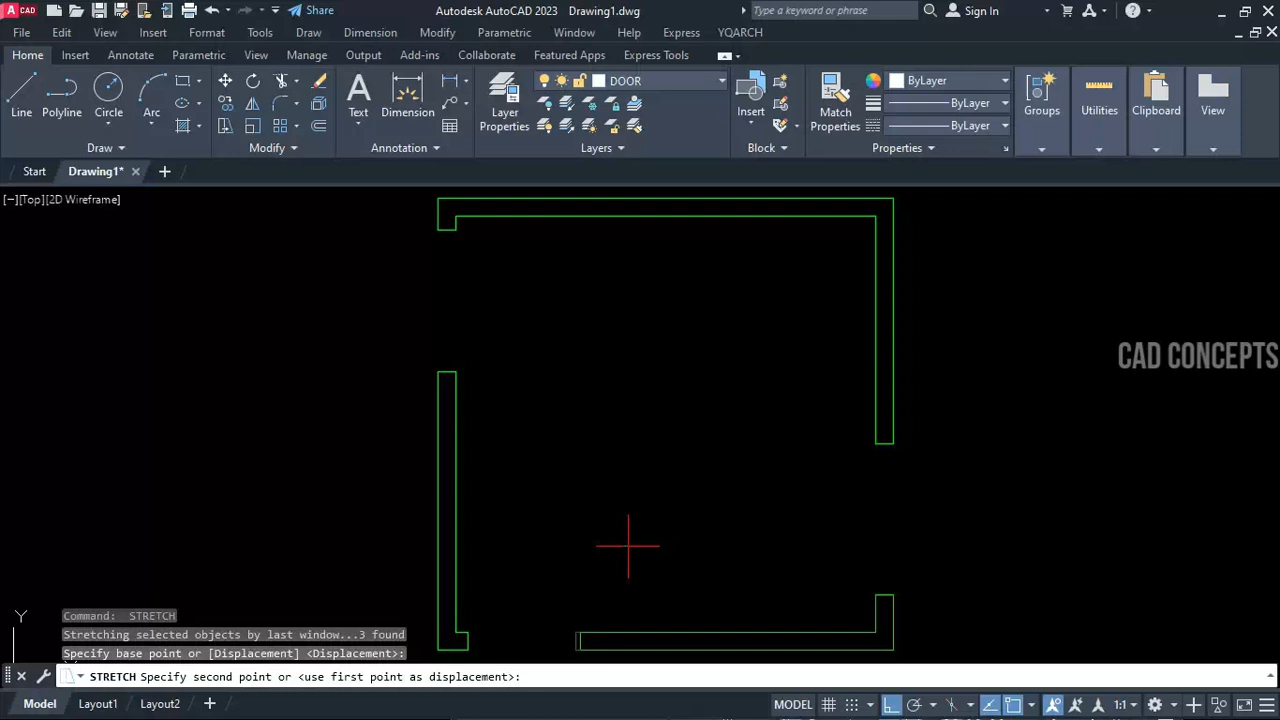 A CAD
Share
Autodesk AutoCAD 2023 Drawing1.dwg
Type a keyword or phrase
Sign In
File Edit View Insert Format Tools Draw Dimension Modify Parametric Window Help Express YQARCH
Home Insert Annotate Parametric View Manage Output Add-ins Collaborate Featured Apps Express Tools
Line
Polyline
Circle
Arc
Text
Dimension
Layer
Properties
DOOR
Insert
Match
Properties
ByLayer
ByLayer
ByLayer
Groups
Utilities
Clipboard
View
Draw
Modify
Annotation
Layers
Block
Properties
Start
Drawing1*
[−][Top][2D Wireframe]
CAD CONCEPTS
Y
Command: STRETCH
Stretching selected objects by last window...3 found
Specify base point or [Displacement] <Displacement>:
STRETCH Specify second point or <use first point as displacement>:
Model Layout1 Layout2
MODEL
1:1